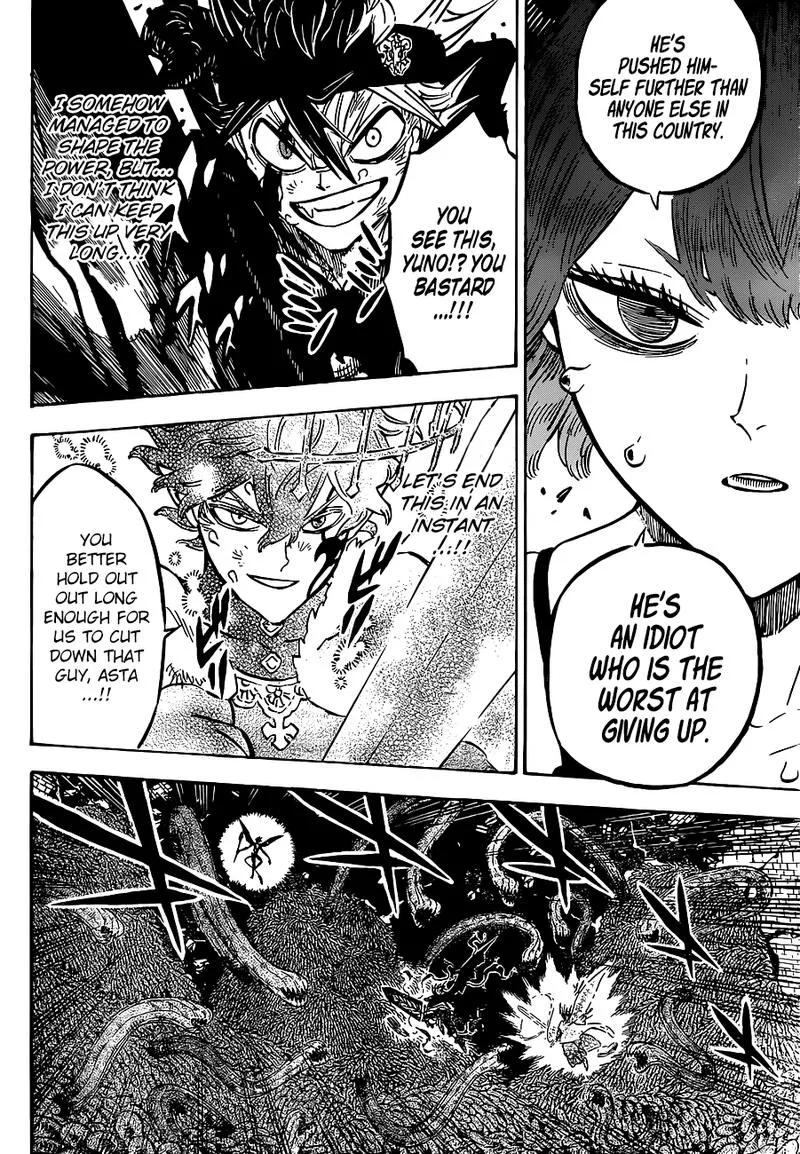 HE'S
PUSHED HIM-
SELF FURTHER THAN
ANYONE ELSE IN
THIS COUNTRY.
HE'S
AN IDIOT
WHO IS THE
WORST AT
GIVING UP.
YOU
SEE THIS,
YUNO!? YOU
BASTARD
...!!!
I SOMEHOW
MANAGED TO
SHAPE THE
POWER, BUT...
I DON'T THINK
I CAN KEEP
THIS UP VERY
LONG...!
LET'S END
THIS IN AN
INSTANT
...!!
YOU
BETTER
HOLD OUT
OUT LONG
ENOUGH FOR
US TO CUT
DOWN THAT
GUY, ASTA
...!!